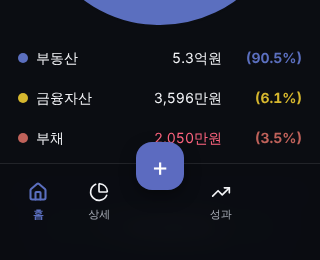 부동산 5.3억원 (90.5%)
금융자산 3,596만원 (6.1%)
부채 2,050만원 (3.5%)
+
홈 상세 성과